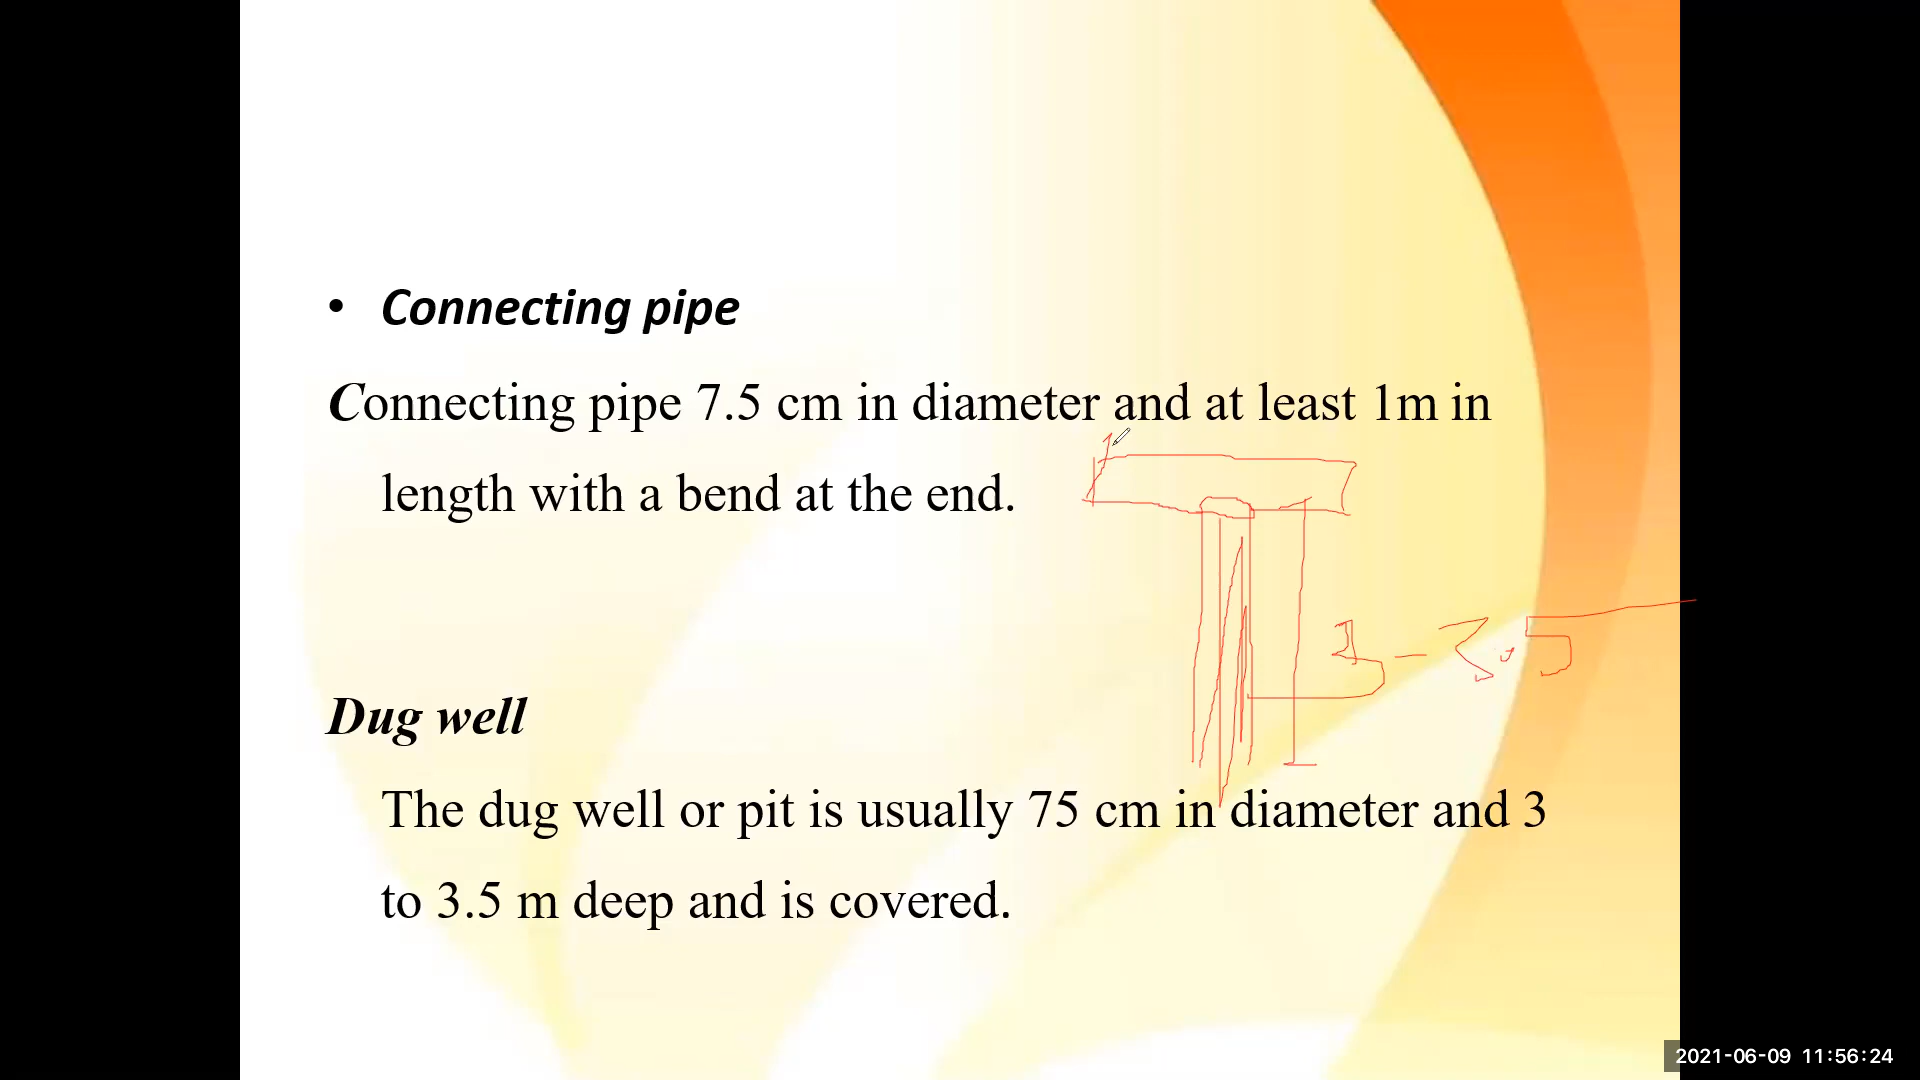 • Connecting pipe
Connecting pipe 7.5 cm in diameter and at least 1m in
length with a bend at the end.
3 - 3.5
Dug well
The dug well or pit is usually 75 cm in diameter and 3
to 3.5 m deep and is covered.
2021-06-09 11:56:24